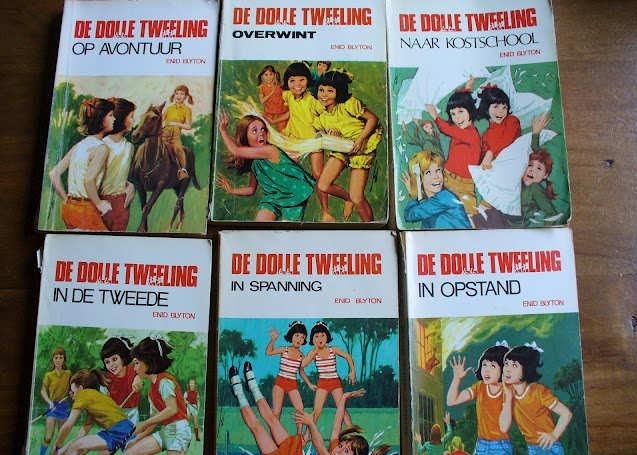 DE DOLLE TWEELING
OP AVONTUUR
ENID BLYTON
DE DOLLE TWEELING
OVERWINT
ENID BLYTON
DE DOLLE TWEELING
NAAR KOSTSCHOOL
ENID BLYTON
DE DOLLE TWEELING
IN DE TWEEDE
ENID BLYTON
DE DOLLE TWEELING
IN SPANNING
ENID BLYTON
DE DOLLE TWEELING
IN OPSTAND
ENID BLYTON